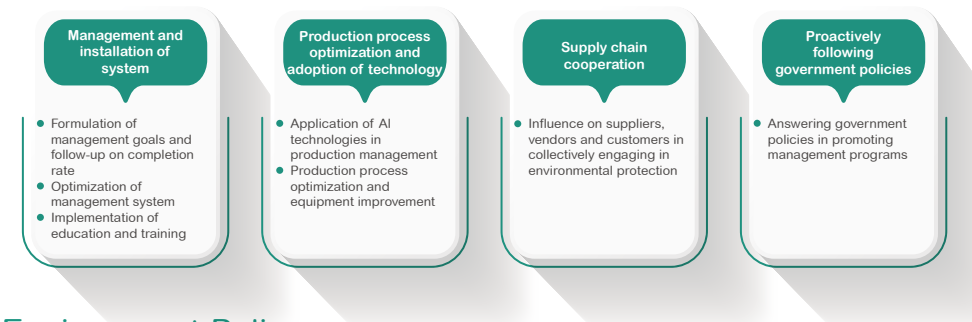 Management and
installation of
system
Formulation of
management goals and
follow-up on completion
rate
Optimization of
management system
Implementation of
education and training
Production process
optimization and
adoption of technology
Application of AI
technologies in
production management
Production process
optimization and
equipment improvement
Supply chain
cooperation
Influence on suppliers,
vendors and customers in
collectively engaging in
environmental protection
Proactively
following
government policies
Answering government
policies in promoting
management programs